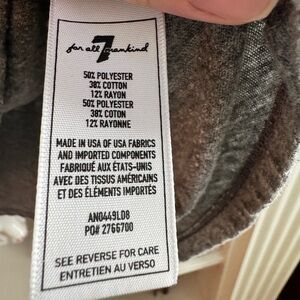 7
for all mankind
50% POLYESTER
38% COTTON
12% RAYON
50% POLYESTER
38% COTTON
12% RAYONNE
MADE IN USA OF USA FABRICS
AND IMPORTED COMPONENTS
FABRIQUÉ AUX ÉTATS-UNIS
AVEC DES TISSUS AMÉRICAINS
ET DES ÉLÉMENTS IMPORTÉS
AN0449LD8
PO# 2766700
SEE REVERSE FOR CARE
ENTRETIEN AU VERSO